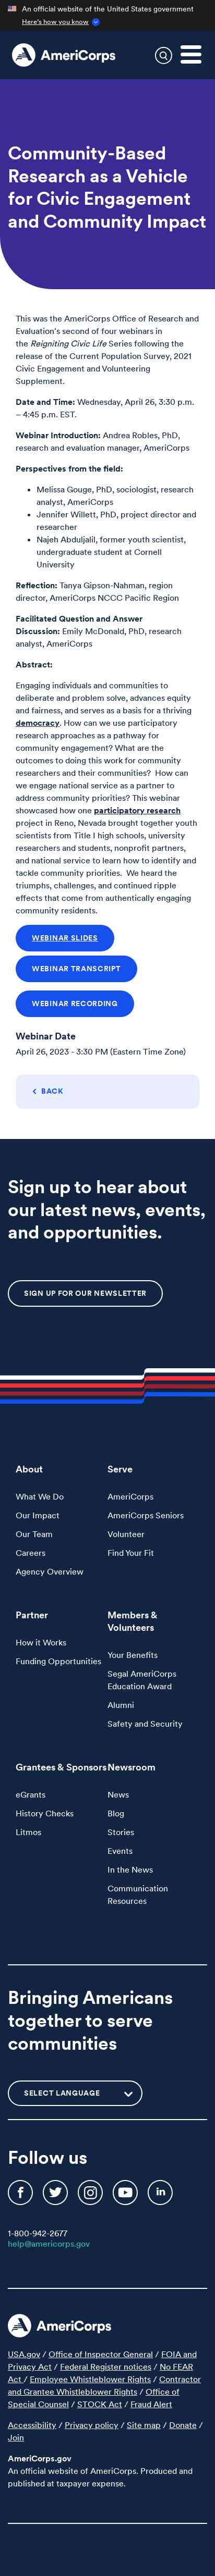 An official website of the United States government
Here's how you know
AmeriCorps
Community-Based
Research as a Vehicle
for Civic Engagement
and Community Impact
This was the AmeriCorps Office of Research and
Evaluation's second of four webinars in
the Reigniting Civic Life Series following the
release of the Current Population Survey, 2021
Civic Engagement and Volunteering
Supplement.
Date and Time: Wednesday, April 26, 3:30 p.m.
– 4:45 p.m. EST.
Webinar Introduction: Andrea Robles, PhD,
research and evaluation manager, AmeriCorps
Perspectives from the field:
Melissa Gouge, PhD, sociologist, research
analyst, AmeriCorps
Jennifer Willett, PhD, project director and
researcher
Najeh Abduljalil, former youth scientist,
undergraduate student at Cornell
University
Reflection: Tanya Gipson-Nahman, region
director, AmeriCorps NCCC Pacific Region
Facilitated Question and Answer
Discussion: Emily McDonald, PhD, research
analyst, AmeriCorps
Abstract:
Engaging individuals and communities to
deliberate and problem solve, advances equity
and fairness, and serves as a basis for a thriving
democracy. How can we use participatory
research approaches as a pathway for
community engagement? What are the
outcomes to doing this work for community
researchers and their communities? How can
we engage national service as a partner to
address community priorities? This webinar
showcased how one participatory research
project in Reno, Nevada brought together youth
scientists from Title I high schools, university
researchers and students, nonprofit partners,
and national service to learn how to identify and
tackle community priorities. We heard the
triumphs, challenges, and continued ripple
effects that come from authentically engaging
community residents.
WEBINAR SLIDES
WEBINAR TRANSCRIPT
WEBINAR RECORDING
Webinar Date
April 26, 2023 - 3:30 PM (Eastern Time Zone)
BACK
Sign up to hear about
our latest news, events,
and opportunities.
SIGN UP FOR OUR NEWSLETTER
About
What We Do
Our Impact
Our Team
Careers
Agency Overview
Serve
AmeriCorps
AmeriCorps Seniors
Volunteer
Find Your Fit
Partner
How it Works
Funding Opportunities
Members &
Volunteers
Your Benefits
Segal AmeriCorps
Education Award
Alumni
Safety and Security
Grantees & Sponsors
eGrants
History Checks
Litmos
Newsroom
News
Blog
Stories
Events
In the News
Communication
Resources
Bringing Americans
together to serve
communities
SELECT LANGUAGE
Follow us
1-800-942-2677
help@americorps.gov
AmeriCorps
USA.gov / Office of Inspector General / FOIA and
Privacy Act / Federal Register notices / No FEAR
Act / Employee Whistleblower Rights / Contractor
and Grantee Whistleblower Rights / Office of
Special Counsel / STOCK Act / Fraud Alert
Accessibility / Privacy policy / Site map / Donate /
Join
AmeriCorps.gov
An official website of AmeriCorps. Produced and
published at taxpayer expense.